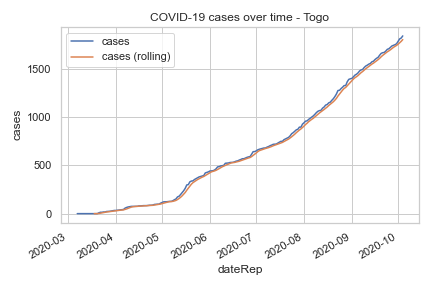 COVID-19 cases over time - Togo
cases
cases (rolling)
cases
1500
1000
500
0
2020-03
2020-04
2020-05
2020-06
2020-07
2020-08
2020-09
2020-10
dateRep